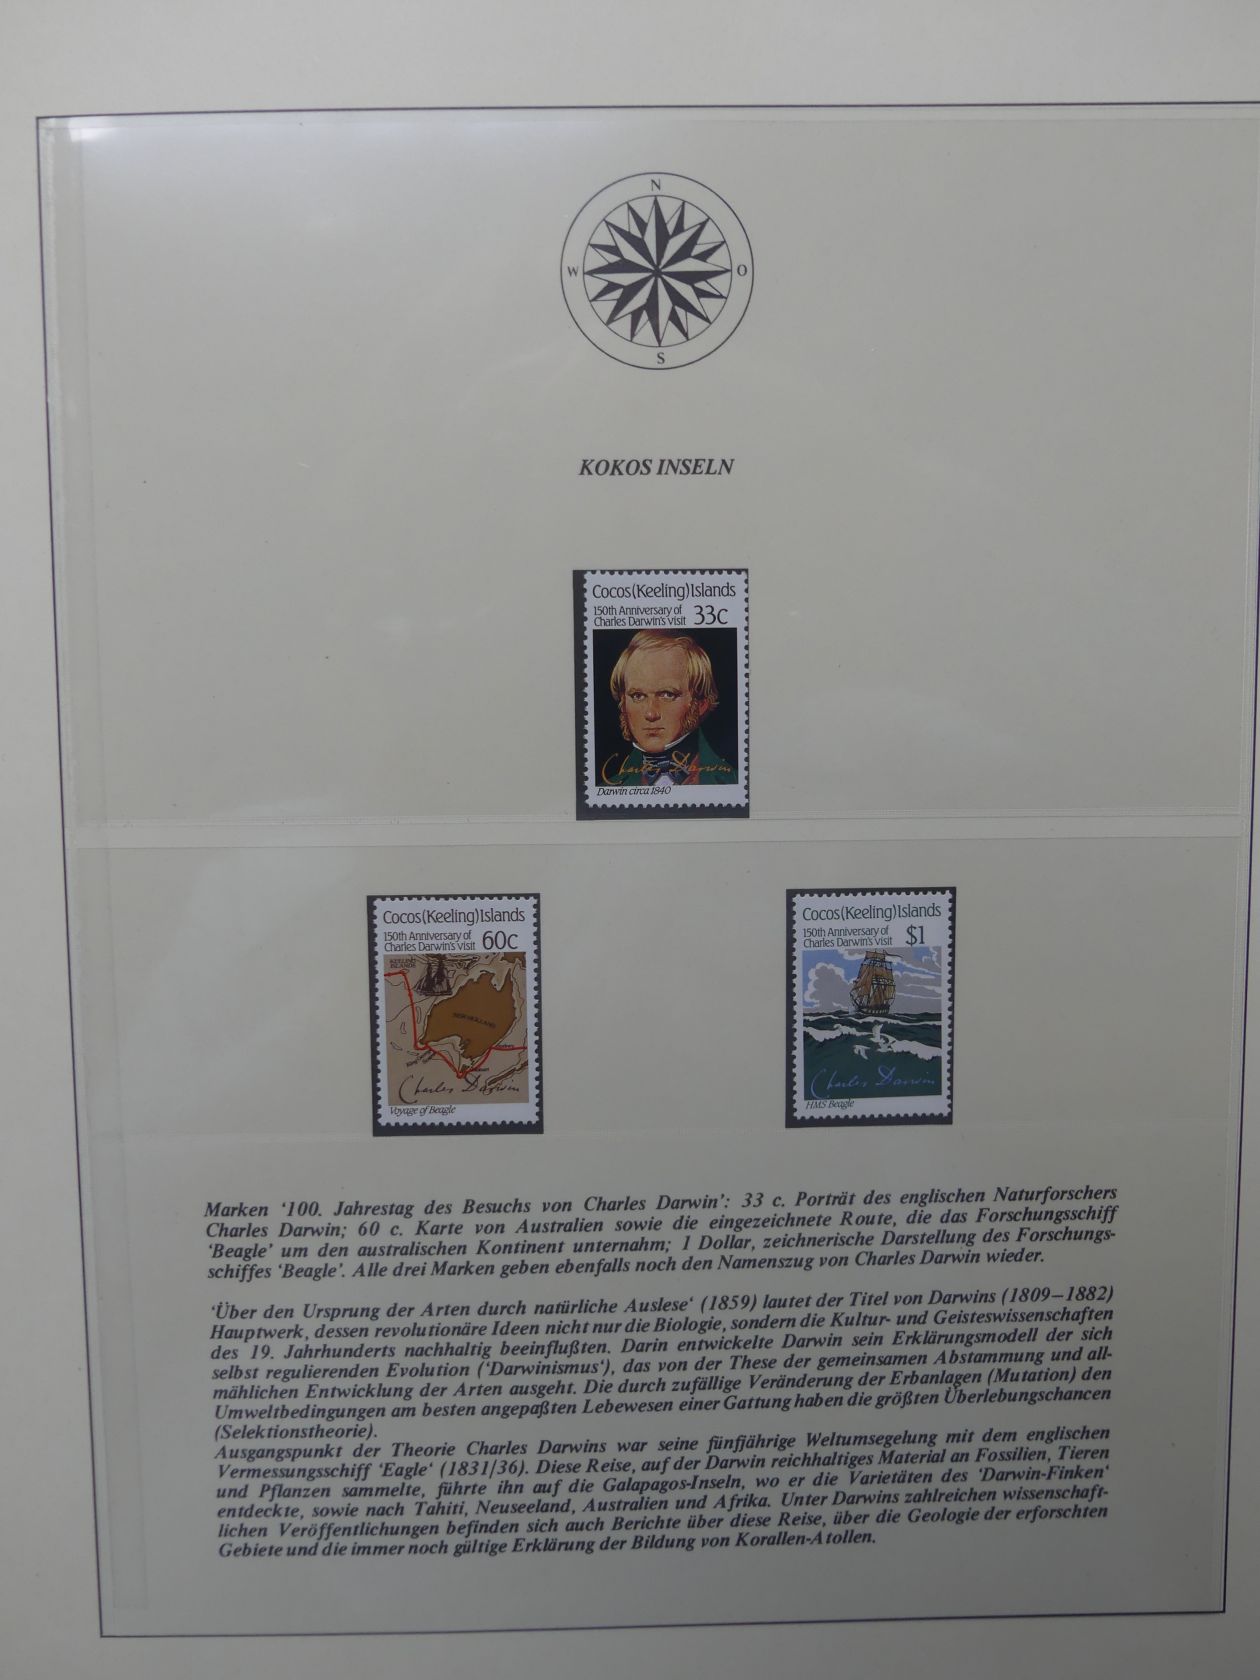 N
W O
S
KOKOS INSELN
Cocos(Keeling)Islands
150th Anniversary of
Charles Darwin's visit 33c
Charles Darwin
Darwin circa 1840
Cocos(Keeling)Islands
150th Anniversary of
Charles Darwin's visit 60c
KEELING
ISLANDS
NEW HOLLAND
Charles Darwin
Voyage of Beagle
Cocos(Keeling)Islands
150th Anniversary of
Charles Darwin's visit $1
Charles Darwin
HMS Beagle
Marken ‘100. Jahrestag des Besuchs von Charles Darwin’: 33 c. Porträt des englischen Naturforschers
Charles Darwin; 60 c. Karte von Australien sowie die eingezeichnete Route, die das Forschungsschiff
‘Beagle’ um den australischen Kontinent unternahm; 1 Dollar, zeichnerische Darstellung des Forschungs-
schiffes ‘Beagle’. Alle drei Marken geben ebenfalls noch den Namenszug von Charles Darwin wieder.
‘Über den Ursprung der Arten durch natürliche Auslese‘ (1859) lautet der Titel von Darwins (1809–1882)
Hauptwerk, dessen revolutionäre Ideen nicht nur die Biologie, sondern die Kultur- und Geisteswissenschaften
des 19. Jahrhunderts nachhaltig beeinflußten. Darin entwickelte Darwin sein Erklärungsmodell der sich
selbst regulierenden Evolution (‘Darwinismus‘), das von der These der gemeinsamen Abstammung und all-
mählichen Entwicklung der Arten ausgeht. Die durch zufällige Veränderung der Erbanlagen (Mutation) den
Umweltbedingungen am besten angepaßten Lebewesen einer Gattung haben die größten Überlebungschancen
(Selektionstheorie).
Ausgangspunkt der Theorie Charles Darwins war seine fünfjährige Weltumsegelung mit dem englischen
Vermessungsschiff ‘Eagle‘ (1831/36). Diese Reise, auf der Darwin reichhaltiges Material an Fossilien, Tieren
und Pflanzen sammelte, führte ihn auf die Galapagos-Inseln, wo er die Varietäten des ‘Darwin-Finken‘
entdeckte, sowie nach Tahiti, Neuseeland, Australien und Afrika. Unter Darwins zahlreichen wissenschaft-
lichen Veröffentlichungen befinden sich auch Berichte über diese Reise, über die Geologie der erforschten
Gebiete und die immer noch gültige Erklärung der Bildung von Korallen-Atollen.